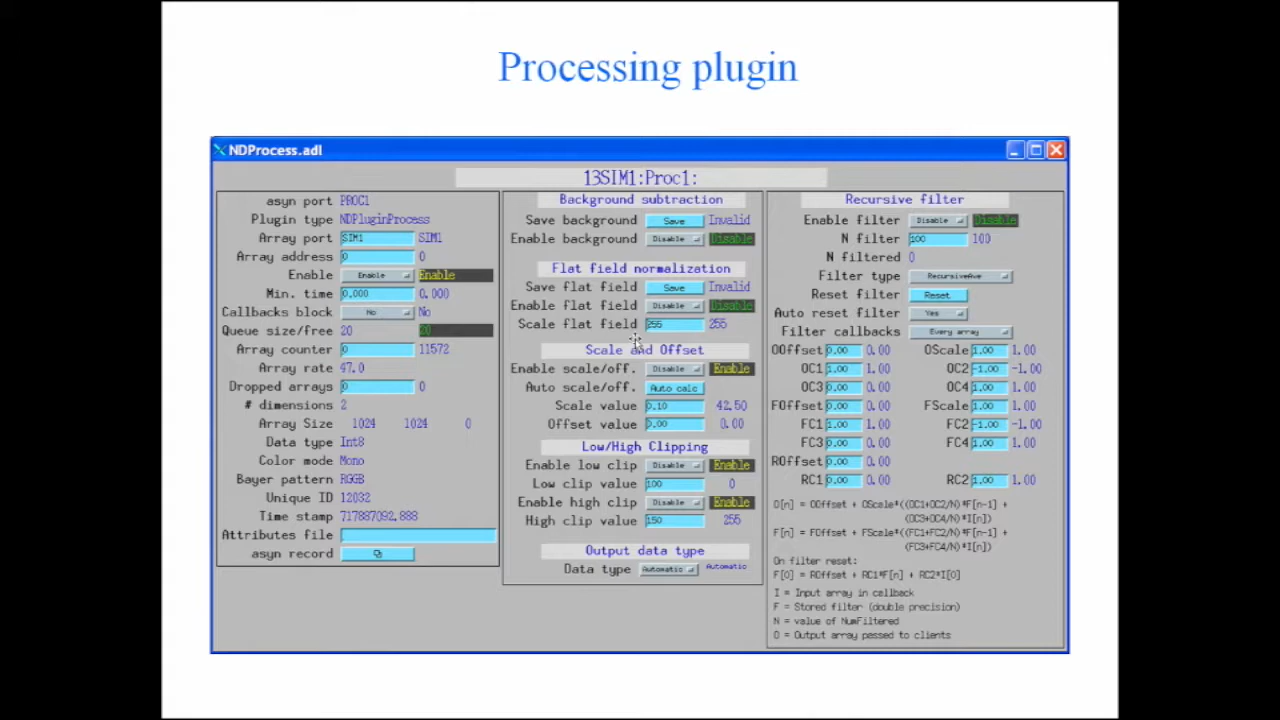 Processing plugin
NDProcess.adl
13SIM1:Proc1:
asyn port PROC1
Plugin type NDPluginProcess
Array port SIM1 SIM1
Array address 0 0
Enable Enable Enable
Min. time 0.000 0.000
Callbacks block No No
Queue size/free 20 20
Array counter 0 11572
Array rate 47.0
Dropped arrays 0 0
# dimensions 2
Array Size 1024 1024 0
Data type Int8
Color mode Mono
Bayer pattern RGGB
Unique ID 12032
Time stamp 717887092.888
Attributes file
asyn record
Background subtraction
Save background Save Invalid
Enable background Disable Disable
Flat field normalization
Save flat field Save Invalid
Enable flat field Disable Disable
Scale flat field 255 255
Scale and Offset
Enable scale/off. Disable Enable
Auto scale/off. Auto calc
Scale value 0.10 42.50
Offset value 0.00 0.00
Low/High Clipping
Enable low clip Disable Enable
Low clip value 100 0
Enable high clip Disable Enable
High clip value 150 255
Output data type
Data type Automatic Automatic
Recursive filter
Enable filter Disable Disable
N filter 100 100
N filtered 0
Filter type RecursiveAve
Reset filter Reset
Auto reset filter Yes
Filter callbacks Every array
OOffset 0.00 0.00 OScale 1.00 1.00
OC1 1.00 1.00 OC2 -1.00 -1.00
OC3 0.00 0.00 OC4 1.00 1.00
FOffset 0.00 0.00 FScale 1.00 1.00
FC1 1.00 1.00 FC2 -1.00 -1.00
FC3 0.00 0.00 FC4 1.00 1.00
ROffset 0.00 0.00
RC1 0.00 0.00 RC2 1.00 1.00
O[n] = OOffset + OScale*((OC1+OC2/N)*F[n-1] +
(OC3+OC4/N)*I[n])
F[n] = FOffset + FScale*((FC1+FC2/N)*F[n-1] +
(FC3+FC4/N)*I[n])
On filter reset:
F[0] = ROffset + RC1*F[n] + RC2*I[0]
I = Input array in callback
F = Stored filter (double precision)
N = value of NumFiltered
O = Output array passed to clients